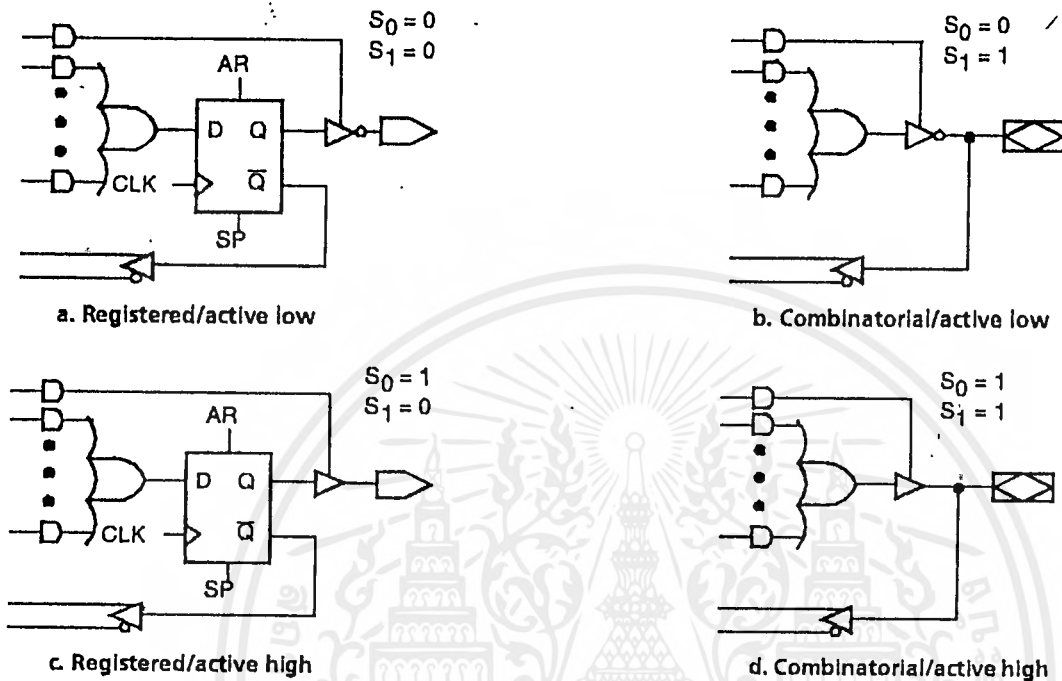 S0 = 0
S1 = 0
AR
D Q
Q̅
CLK
SP
a. Registered/active low
S0 = 0
S1 = 1
b. Combinatorial/active low
S0 = 1
S1 = 0
AR
D Q
Q̅
CLK
SP
c. Registered/active high
S0 = 1
S1 = 1
d. Combinatorial/active high